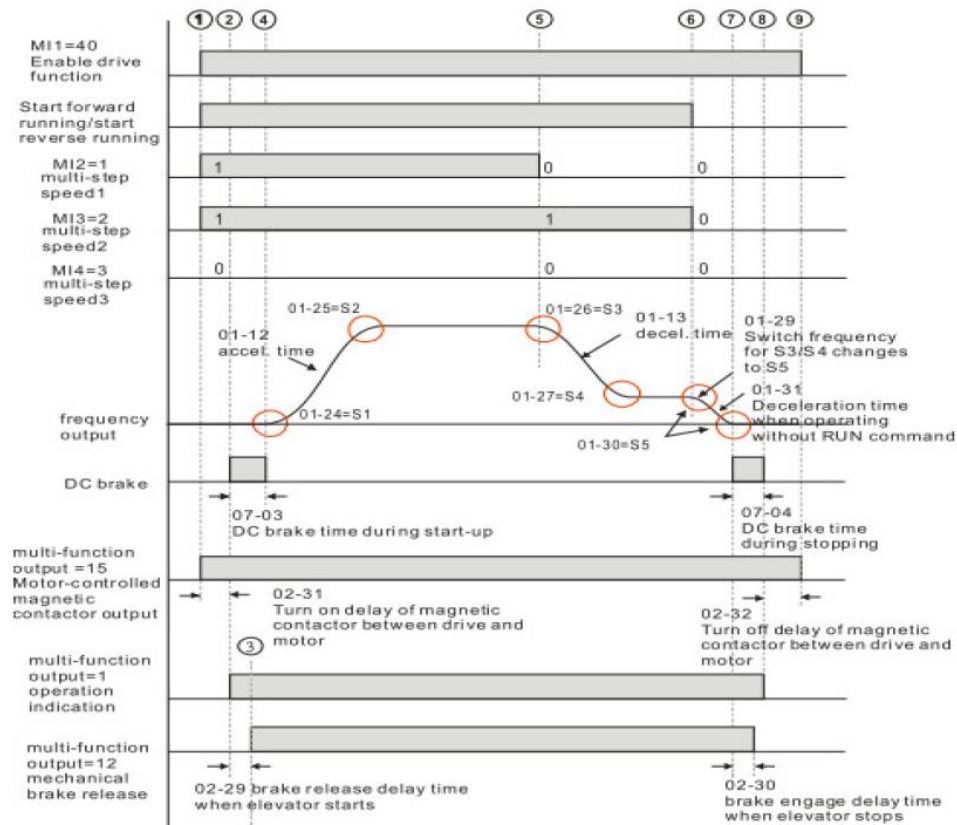 1 2 4 5 6 7 8 9
MI1=40
Enable drive
function
Start forward
running/start
reverse running
MI2=1
multi-step
speed1
1
0
0
MI3=2
multi-step
speed2
1
1
0
MI4=3
multi-step
speed3
0
0
0
01-25=S2
01=26=S3
01-12
accel. time
01-13
decel. time
01-29
Switch frequency
for S3/S4 changes
to S5
01-24=S1
01-27=S4
01-31
Deceleration time
when operating
without RUN command
01-30=S5
frequency
output
DC brake
07-03
DC brake time during start-up
07-04
DC brake time
during stopping
multi-function
output =15
Motor-controlled
magnetic
contactor output
02-31
Turn on delay of magnetic
contactor between drive and
motor
02-32
Turn off delay of magnetic
contactor between drive and
motor
3
multi-function
output=1
operation
indication
multi-function
output=12
mechanical
brake release
02-29 brake release delay time
when elevator starts
02-30
brake engage delay time
when elevator stops